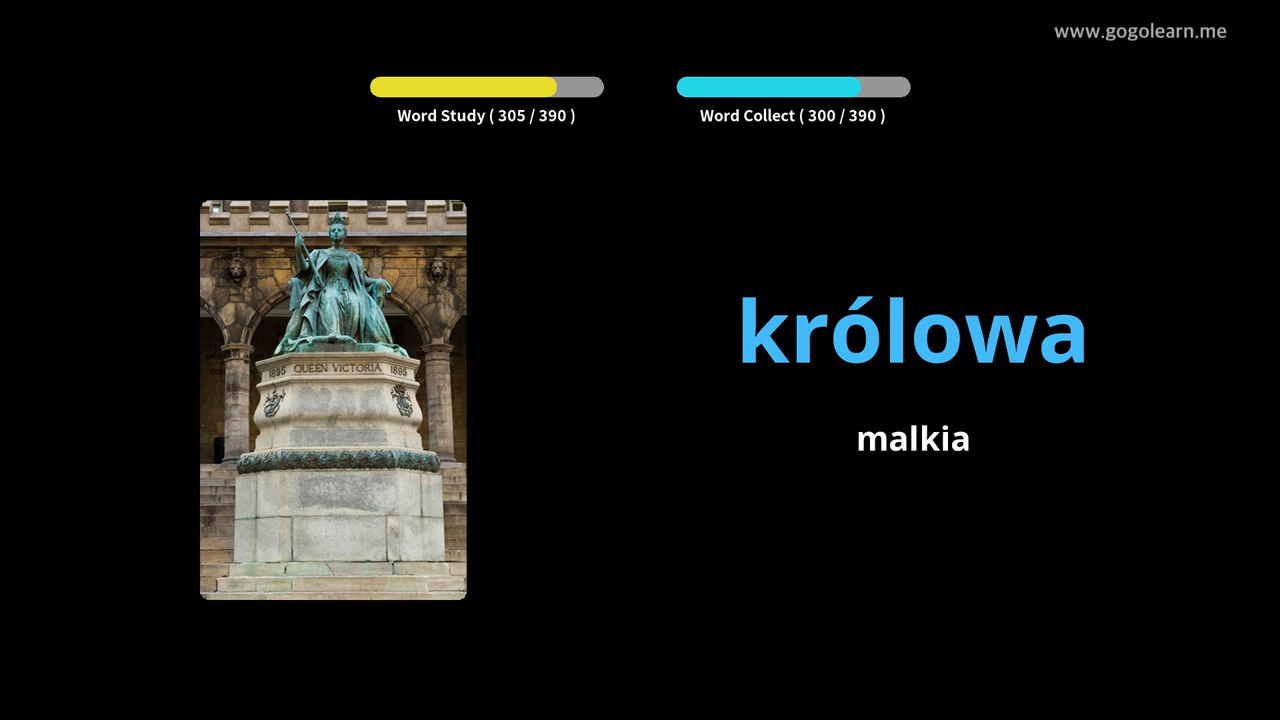 www.gogolearn.me
Word Study ( 305 / 390 )
Word Collect ( 300 / 390 )
1895 QUEEN VICTORIA 1895
królowa
malkia